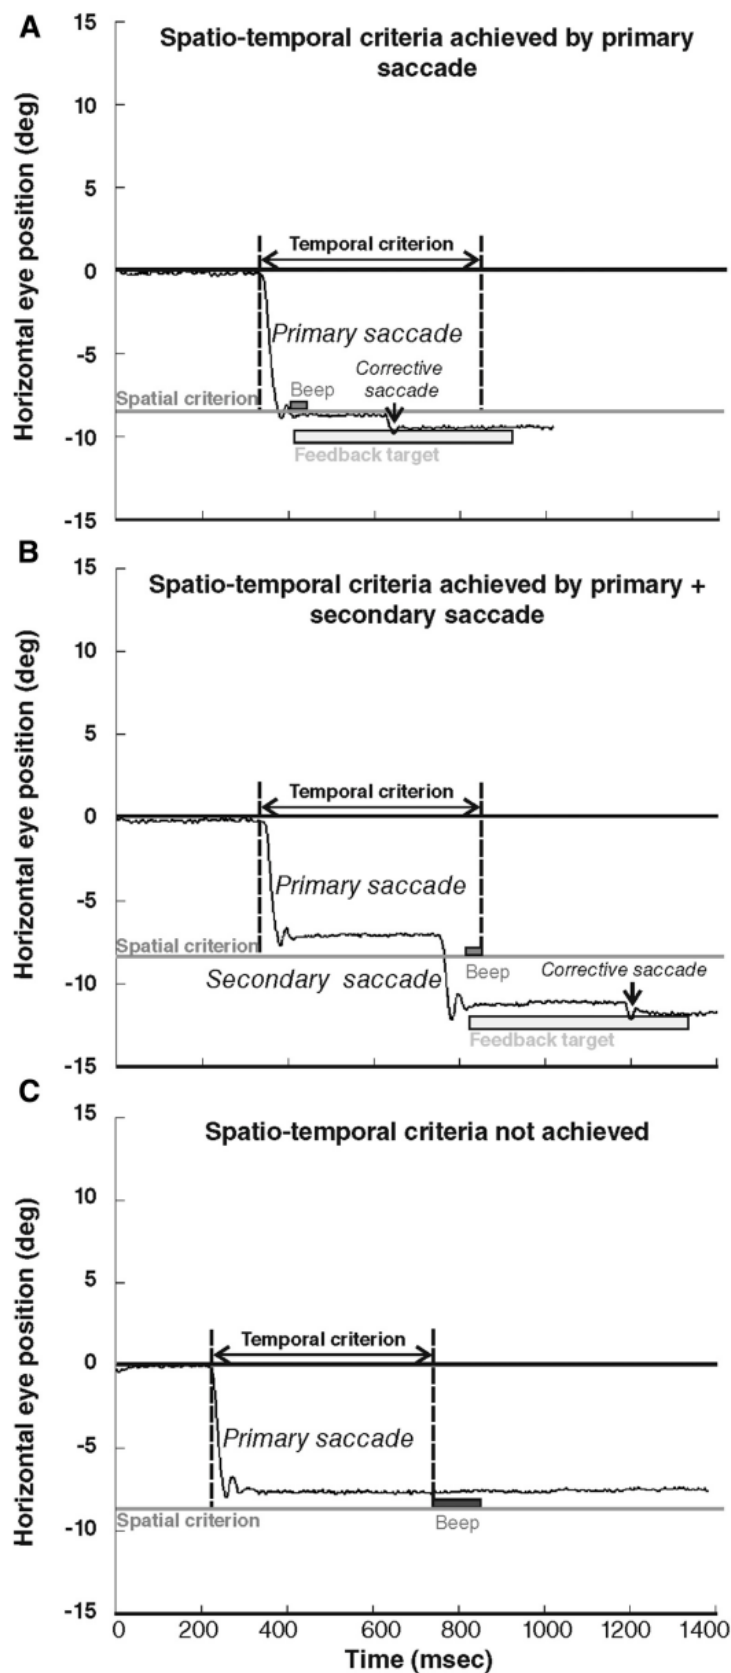 A
Spatio-temporal criteria achieved by primary
saccade
Horizontal eye position (deg)
15
10
5
0
-5
-10
-15
Temporal criterion
Primary saccade
Corrective
saccade
Beep
Spatial criterion
Feedback target
B
Spatio-temporal criteria achieved by primary +
secondary saccade
Horizontal eye position (deg)
15
10
5
0
-5
-10
-15
Temporal criterion
Primary saccade
Spatial criterion
Secondary saccade
Beep
Corrective saccade
Feedback target
C
Spatio-temporal criteria not achieved
Horizontal eye position (deg)
15
10
5
0
-5
-10
-15
Temporal criterion
Primary saccade
Spatial criterion
Beep
0 200 400 600 800 1000 1200 1400
Time (msec)